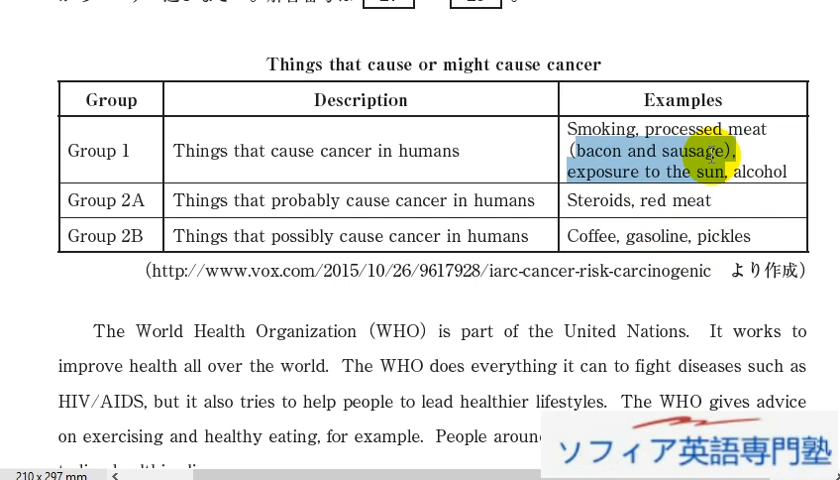 Things that cause or might cause cancer
Group Description Examples
Group 1 Things that cause cancer in humans Smoking, processed meat
(bacon and sausage),
exposure to the sun, alcohol
Group 2A Things that probably cause cancer in humans Steroids, red meat
Group 2B Things that possibly cause cancer in humans Coffee, gasoline, pickles
(http://www.vox.com/2015/10/26/9617928/iarc-cancer-risk-carcinogenic より作成)
The World Health Organization (WHO) is part of the United Nations. It works to
improve health all over the world. The WHO does everything it can to fight diseases such as
HIV/AIDS, but it also tries to help people to lead healthier lifestyles. The WHO gives advice
on exercising and healthy eating, for example. People aroun
ソフィア英語専門塾
210 x 297 mm